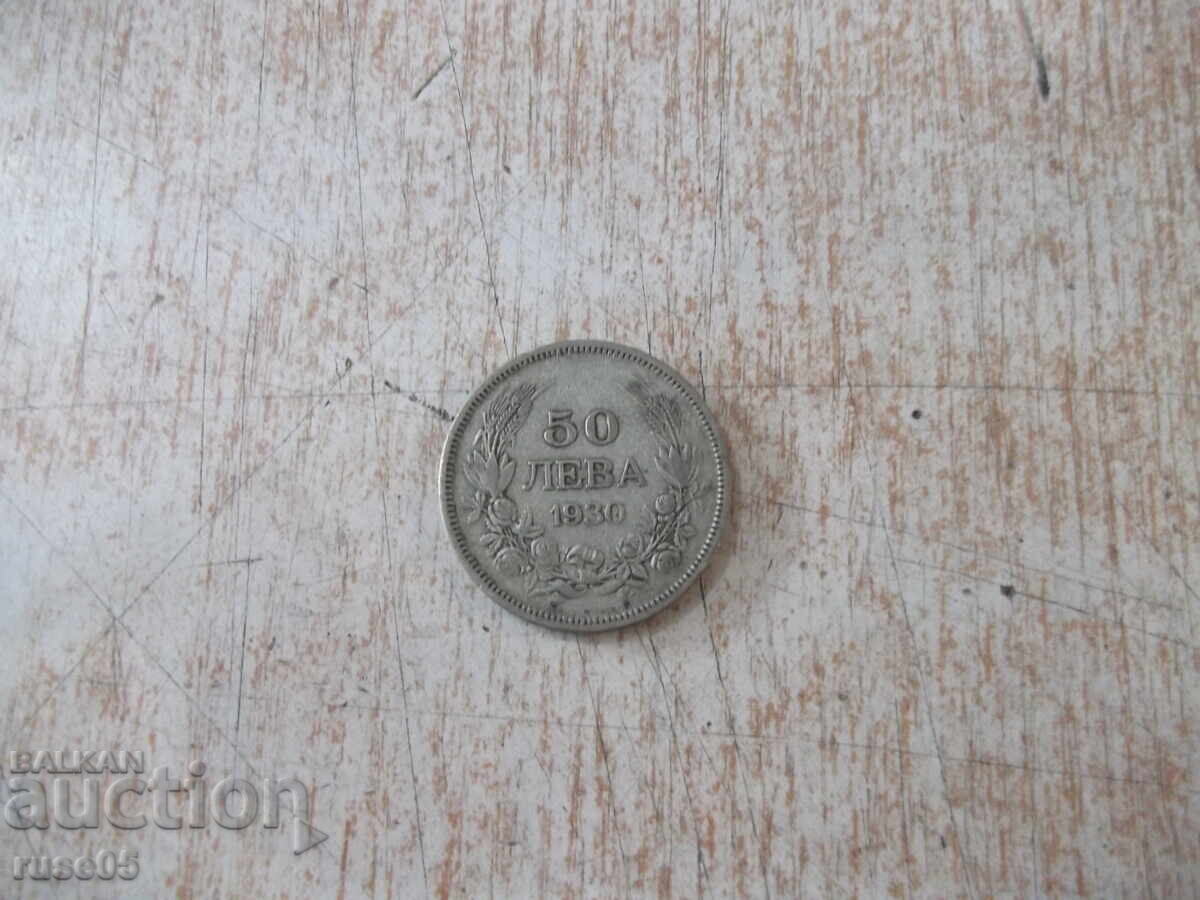 50
ЛЕВА
1930
BALKAN
auction
ruse05